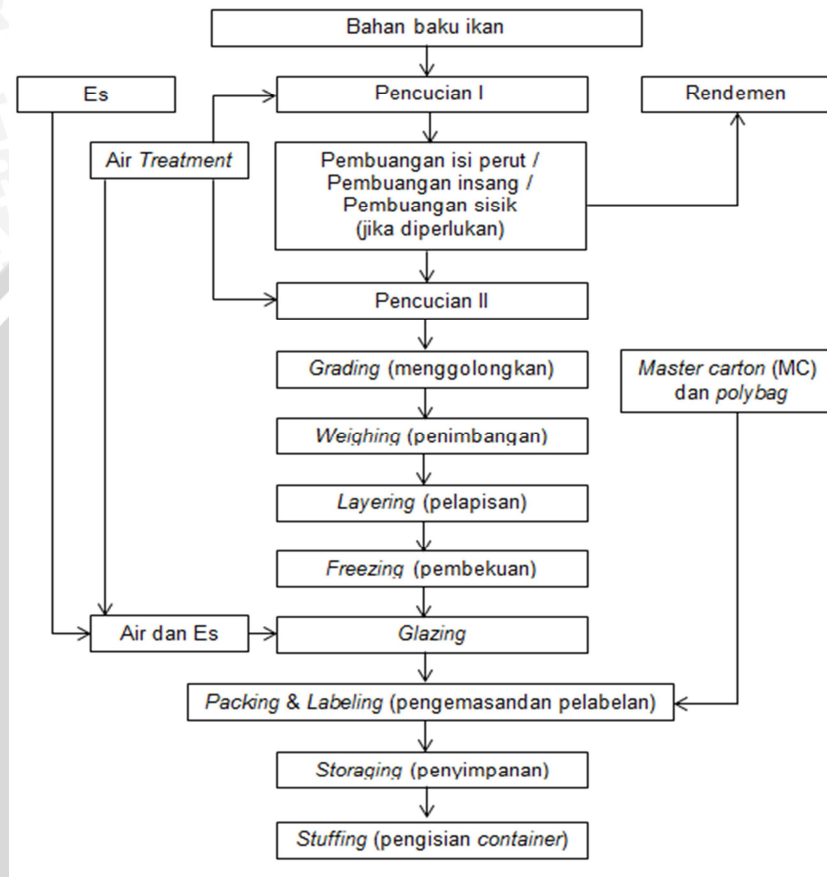 Bahan baku ikan
Es
Pencucian I
Rendemen
Air Treatment
Pembuangan isi perut /
Pembuangan insang /
Pembuangan sisik
(jika diperlukan)
Pencucian II
Grading (menggolongkan)
Master carton (MC)
dan polybag
Weighing (penimbangan)
Layering (pelapisan)
Freezing (pembekuan)
Air dan Es
Glazing
Packing & Labeling (pengemasandan pelabelan)
Storaging (penyimpanan)
Stuffing (pengisian container)